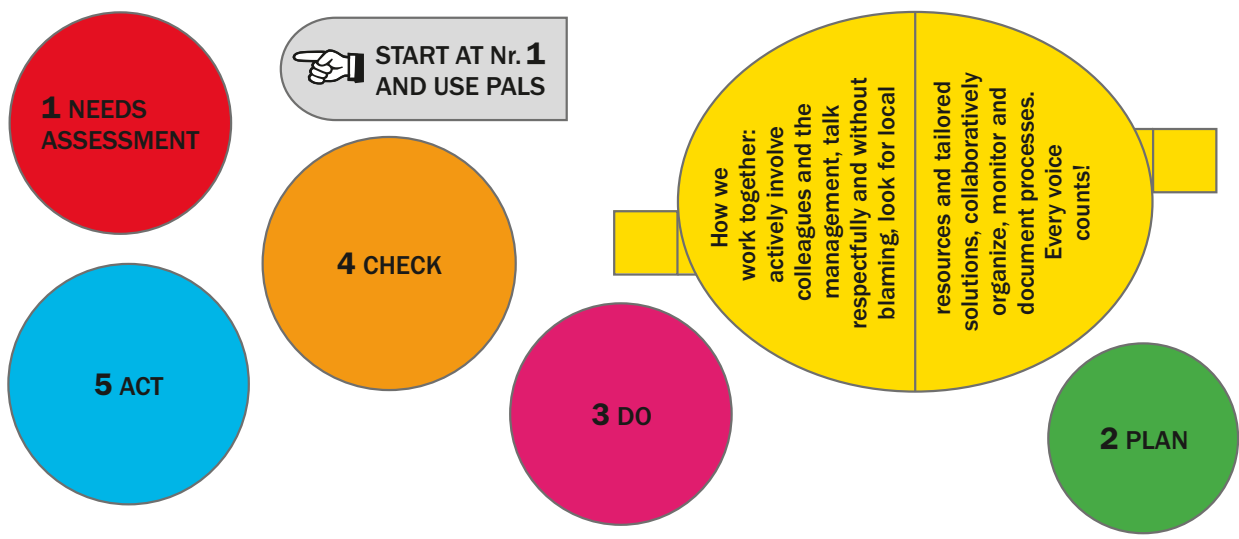 1 NEEDS
ASSESSMENT
START AT Nr. 1
AND USE PALS
4 CHECK
5 ACT
3 DO
How we
work together:
actively involve
colleagues and the
management, talk
respectfully and without
blaming, look for local
resources and tailored
solutions, collaboratively
organize, monitor and
document processes.
Every voice
counts!
2 PLAN